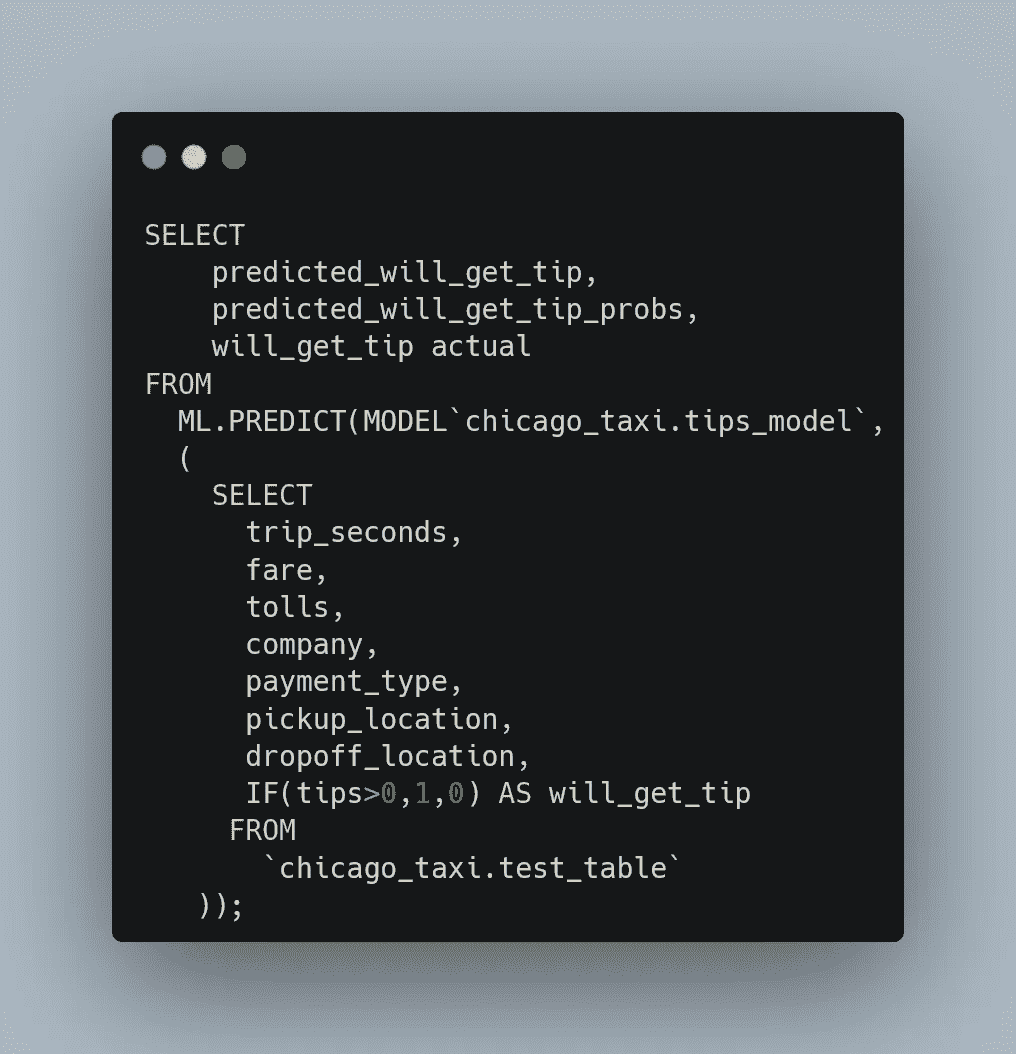 SELECT
    predicted_will_get_tip,
    predicted_will_get_tip_probs,
    will_get_tip actual
FROM
  ML.PREDICT(MODEL`chicago_taxi.tips_model`,
  (
    SELECT
      trip_seconds,
      fare,
      tolls,
      company,
      payment_type,
      pickup_location,
      dropoff_location,
      IF(tips>0,1,0) AS will_get_tip
     FROM
       `chicago_taxi.test_table`
   ));